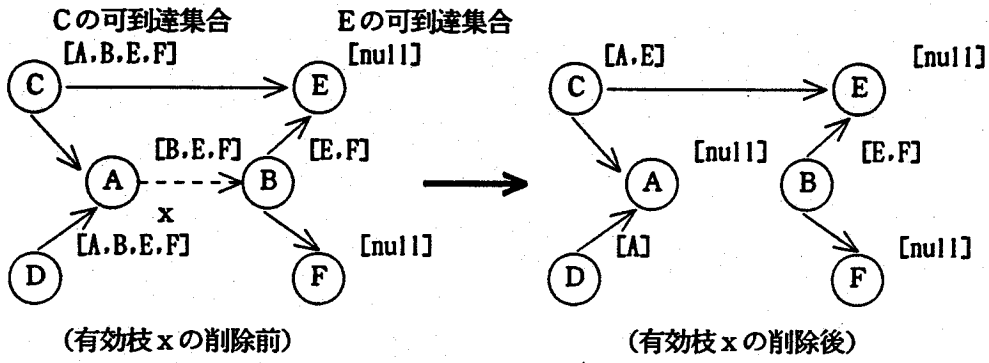 Cの可到達集合 Eの可到達集合
[A,B,E,F] [null] [A,E] [null]
C E C E
[B,E,F] [E,F] [null] [E,F]
A B A B
x
[A,B,E,F] [null] [A] [null]
D F D F
(有効枝xの削除前) (有効枝xの削除後)